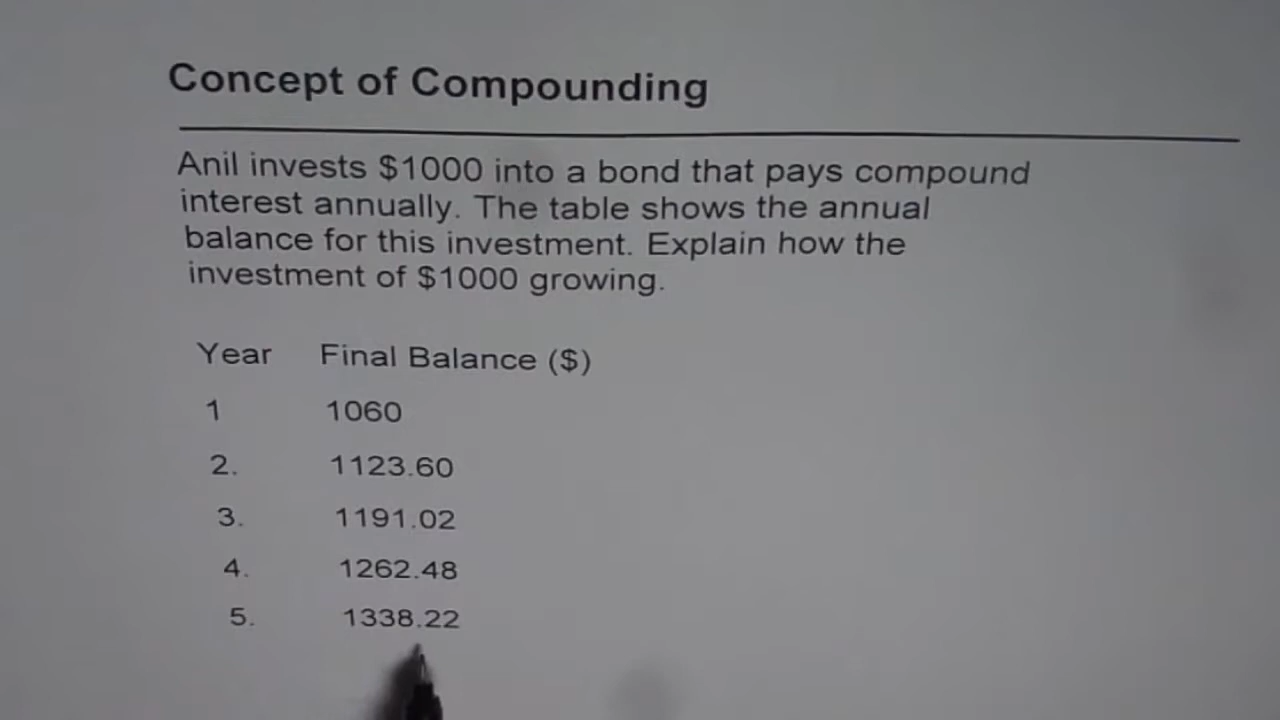 Concept of Compounding
Anil invests $1000 into a bond that pays compound
interest annually. The table shows the annual
balance for this investment. Explain how the
investment of $1000 growing.
Year Final Balance ($)
1 1060
2. 1123.60
3. 1191.02
4. 1262.48
5. 1338.22